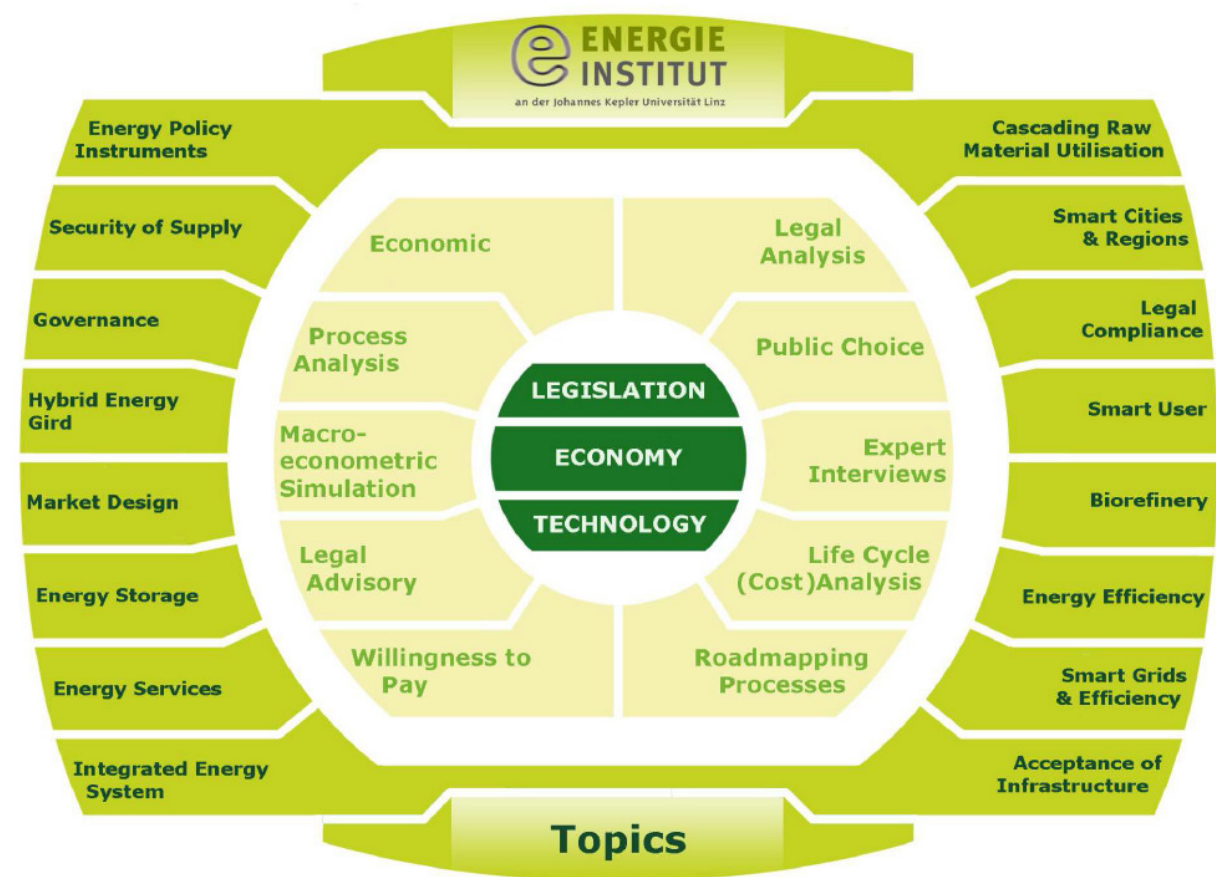 e ENERGIE
INSTITUT
an der Johannes Kepler Universität Linz
Energy Policy
Instruments
Security of Supply
Governance
Hybrid Energy
Gird
Market Design
Energy Storage
Energy Services
Integrated Energy
System
Economic
Process
Analysis
Macro-
econometric
Simulation
Legal
Advisory
Willingness to
Pay
LEGISLATION
ECONOMY
TECHNOLOGY
Legal
Analysis
Public Choice
Expert
Interviews
Life Cycle
(Cost)Analysis
Roadmapping
Processes
Cascading Raw
Material Utilisation
Smart Cities
& Regions
Legal
Compliance
Smart User
Biorefinery
Energy Efficiency
Smart Grids
& Efficiency
Acceptance of
Infrastructure
Topics